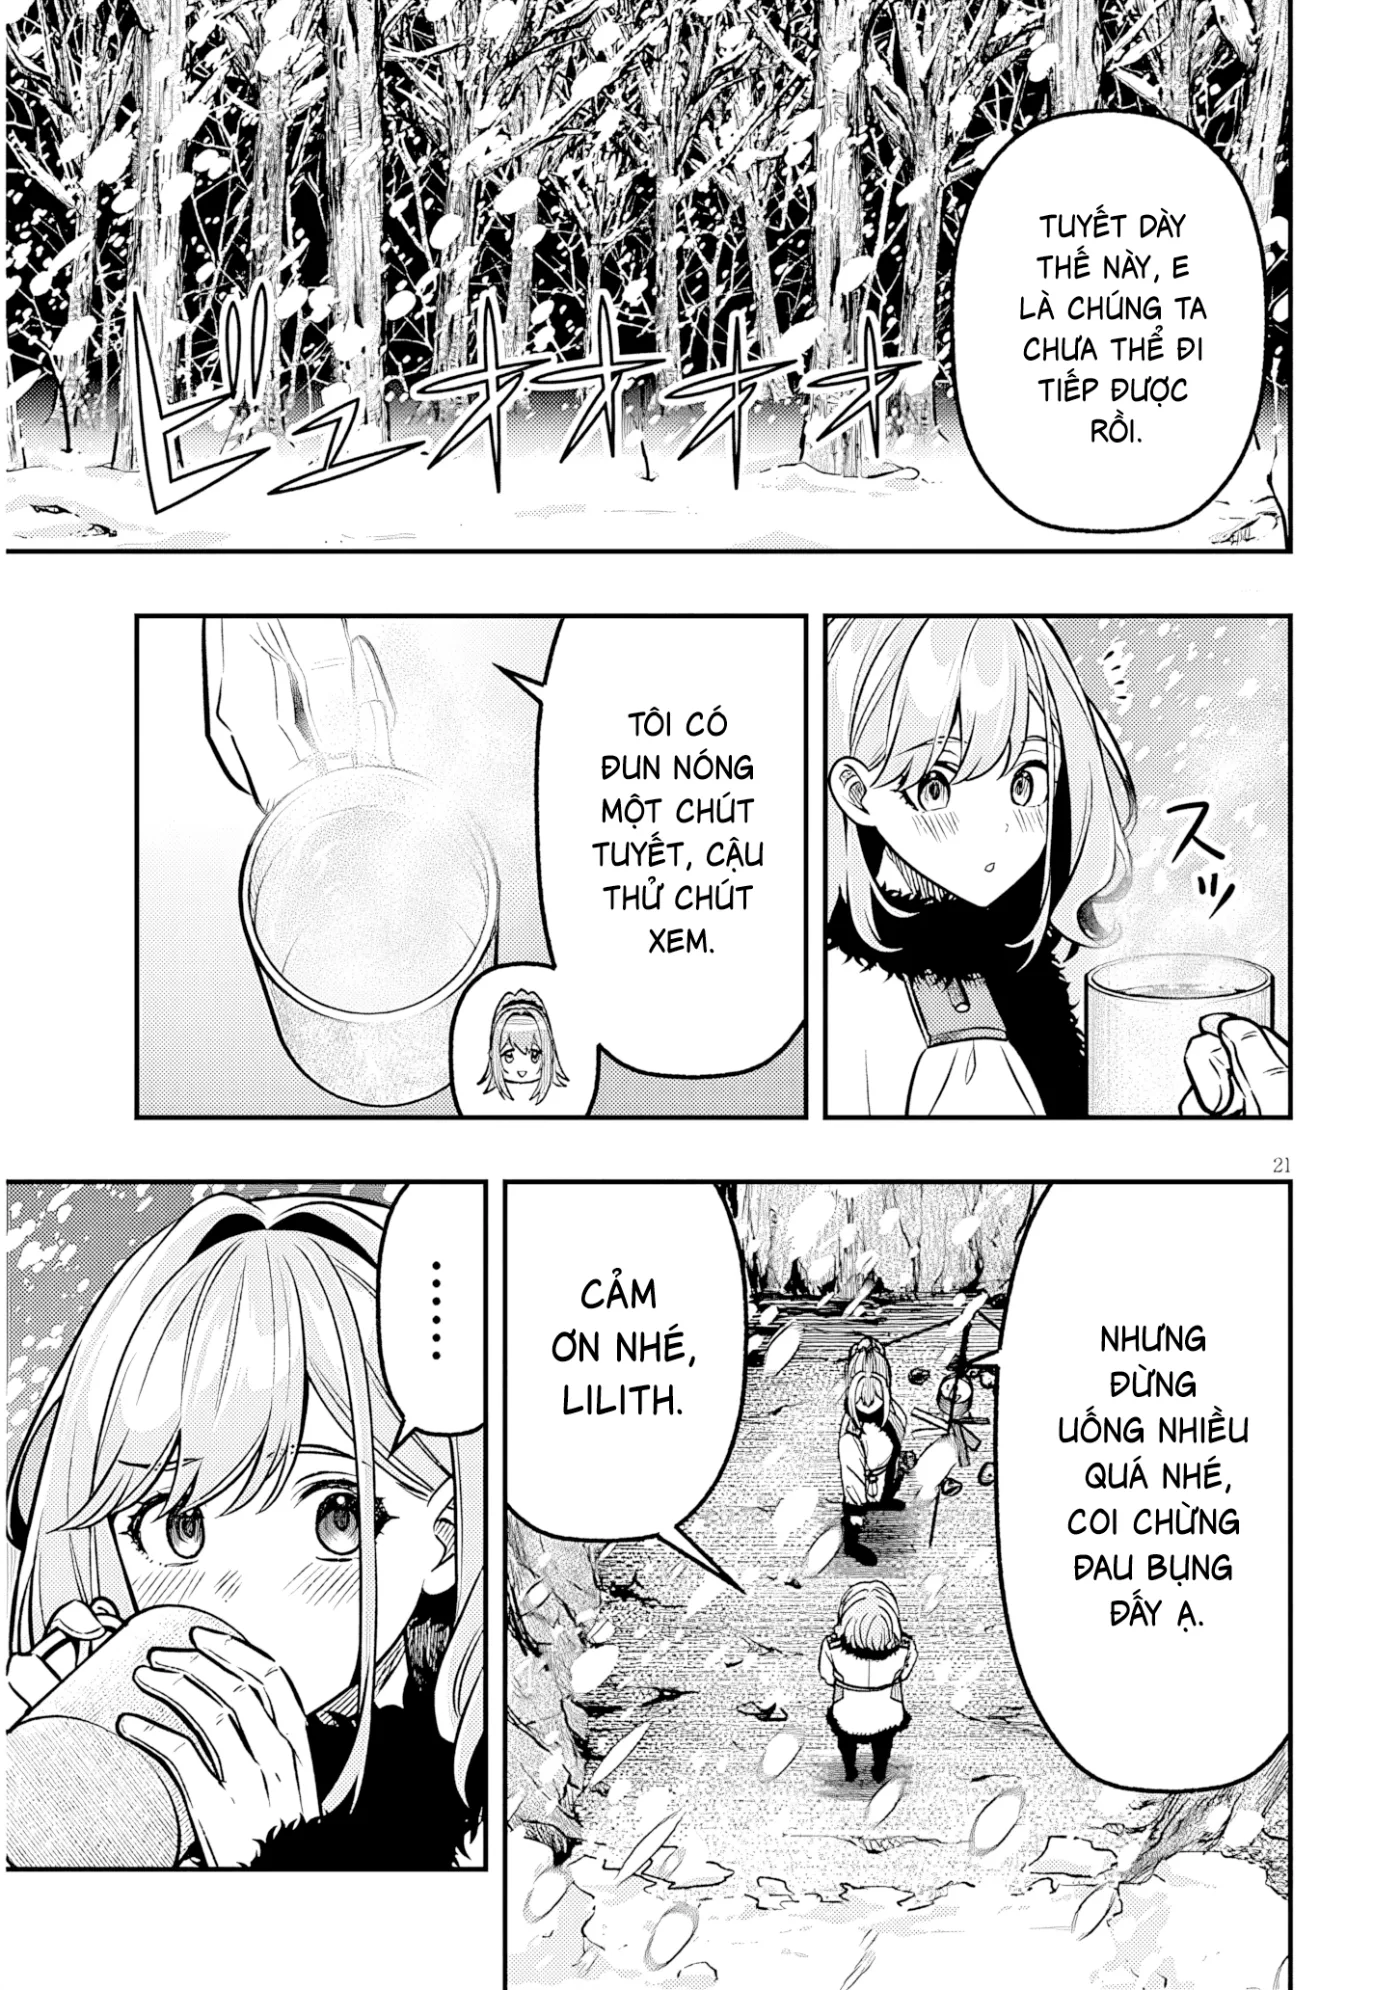 TUYẾT DÀY
THẾ NÀY, E
LÀ CHÚNG TA
CHƯA THỂ ĐI
TIẾP ĐƯỢC
RỒI.
ビュオオオオ
スッ
TÔI CÓ
ĐUN NÓNG
MỘT CHÚT
TUYẾT, CẬU
THỬ CHÚT
XEM.
21
NHƯNG
ĐỪNG
UỐNG NHIỀU
QUÁ NHÉ,
COI CHỪNG
ĐAU BỤNG
ĐẤY Ạ.
CẢM
ƠN NHÉ,
LILITH.
......